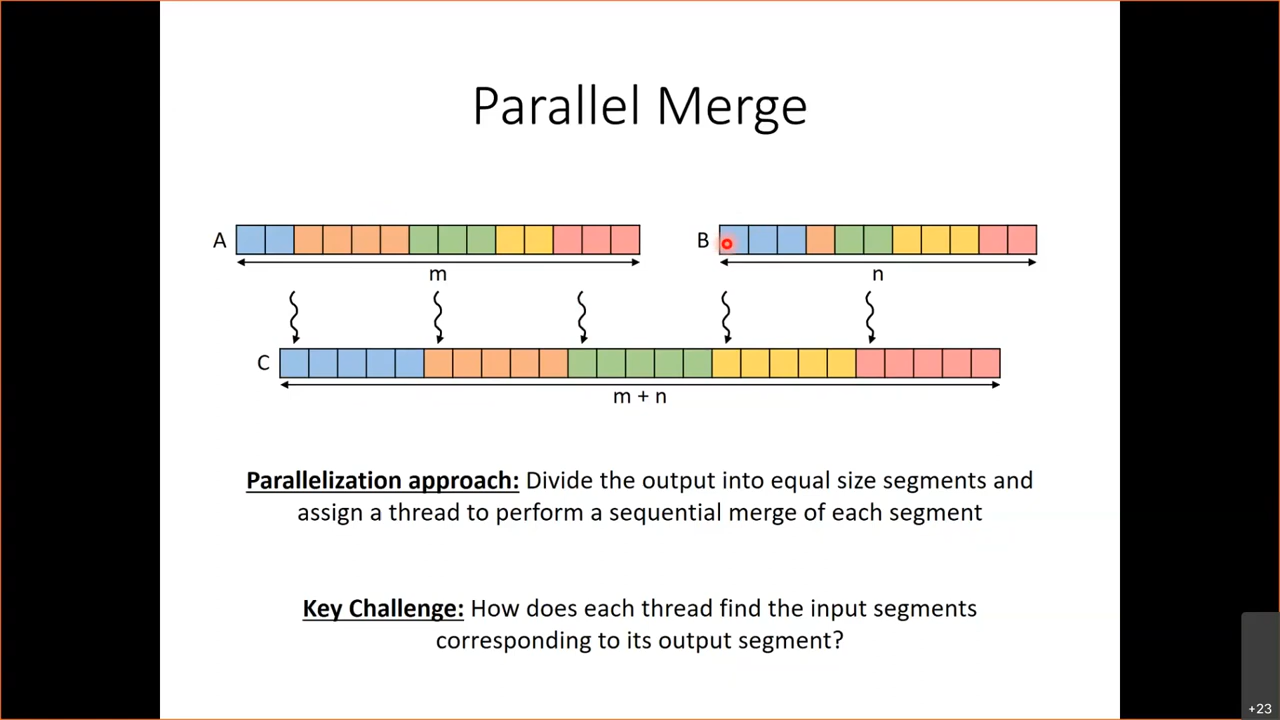 Parallel Merge
A
B
m
n
C
m + n
Parallelization approach: Divide the output into equal size segments and
assign a thread to perform a sequential merge of each segment
Key Challenge: How does each thread find the input segments
corresponding to its output segment?
+23